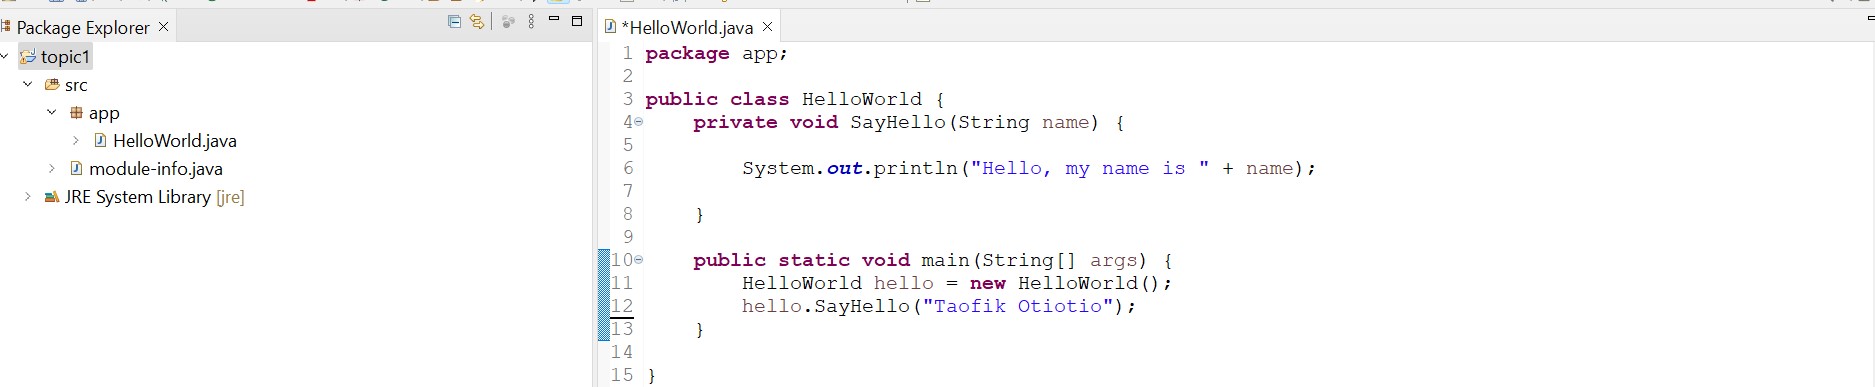 Package Explorer
topic1
src
app
HelloWorld.java
module-info.java
JRE System Library [jre]
*HelloWorld.java
1 package app;
2
3 public class HelloWorld {
4 private void SayHello(String name) {
5
6 System.out.println("Hello, my name is " + name);
7
8 }
9
10 public static void main(String[] args) {
11 HelloWorld hello = new HelloWorld();
12 hello.SayHello("Taofik Otiotio");
13 }
14
15 }